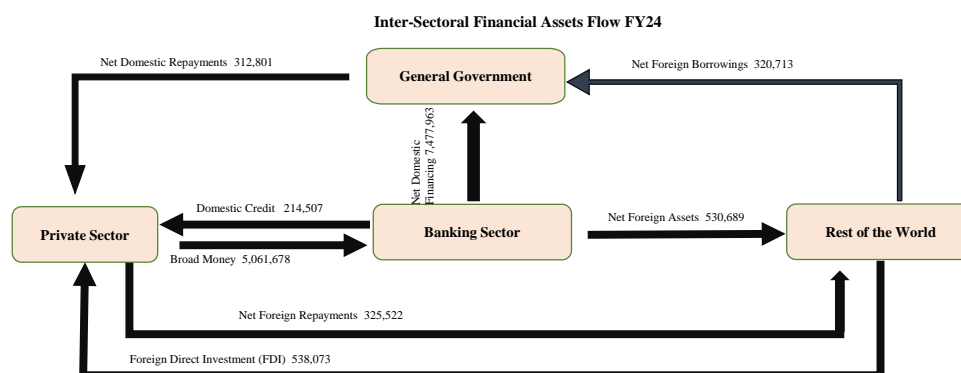 Inter-Sectoral Financial Assets Flow FY24
Net Domestic Repayments 312,801
General Government
Net Foreign Borrowings 320,713
Net Domestic
Financing 7,477,963
Domestic Credit 214,507
Private Sector
Banking Sector
Net Foreign Assets 530,689
Rest of the World
Broad Money 5,061,678
Net Foreign Repayments 325,522
Foreign Direct Investment (FDI) 538,073